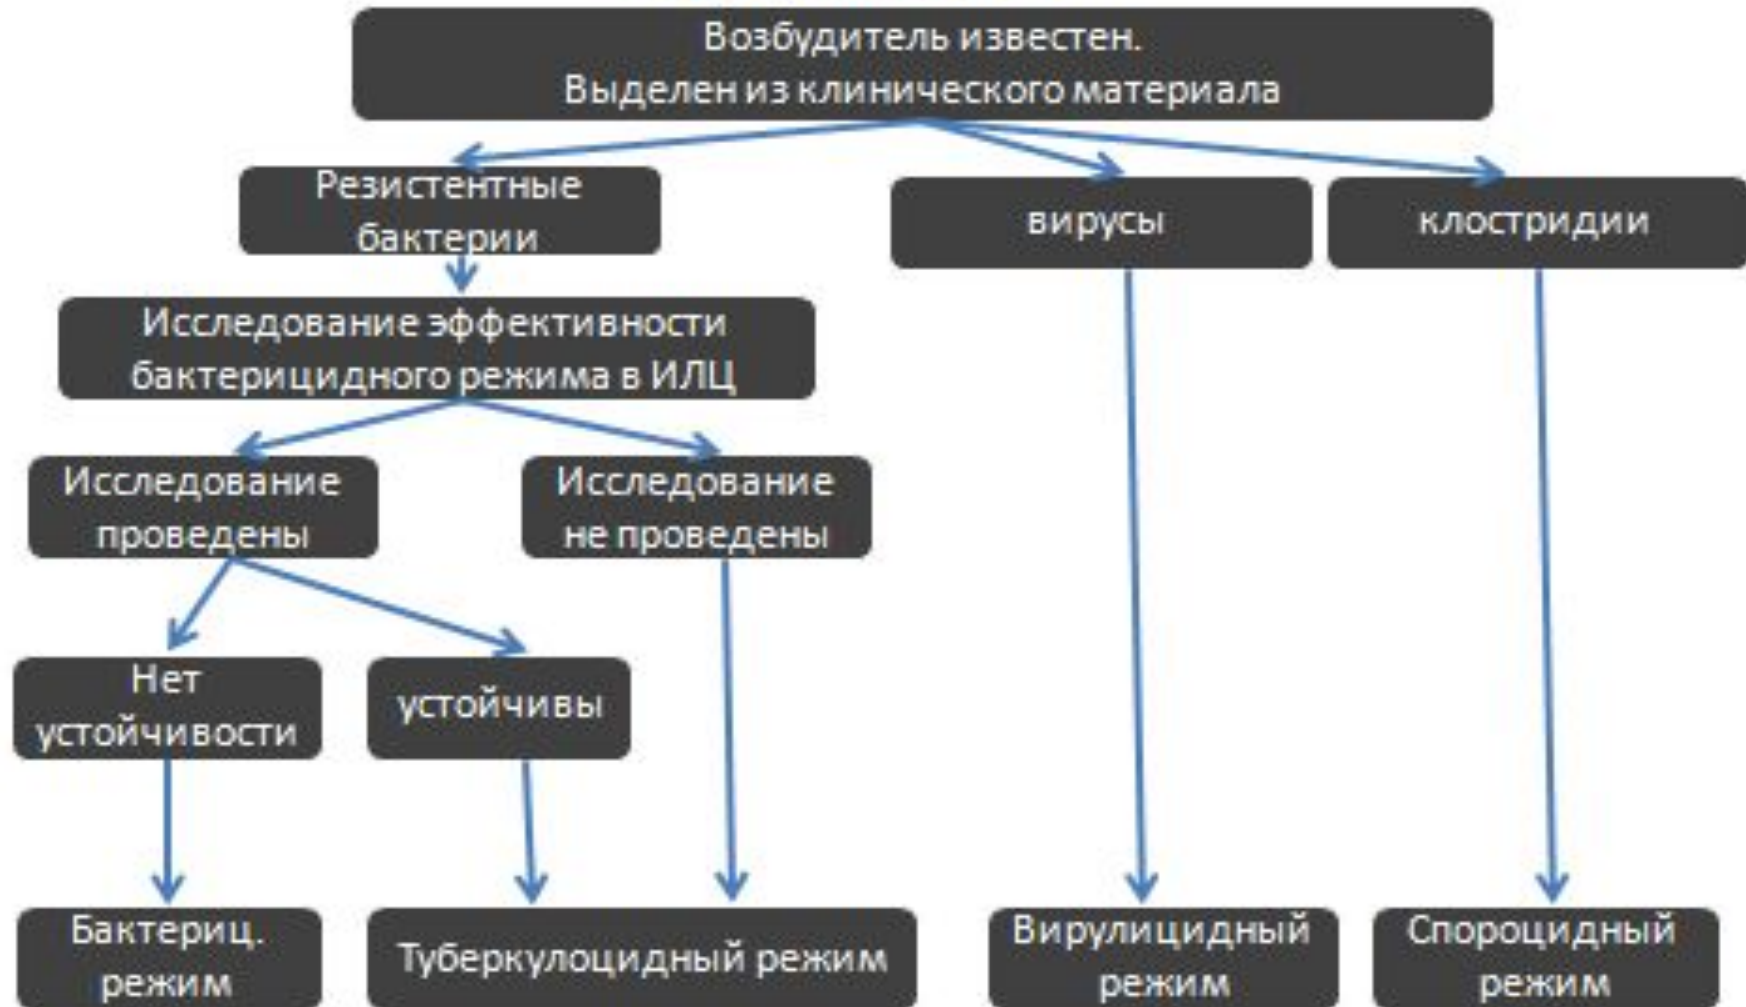 Возбудитель известен.
Выделен из клинического материала
Резистентные
бактерии
вирусы
клостридии
Исследование эффективности
бактерицидного режима в ИЛЦ
Исследование
проведены
Исследование
не проведены
Нет
устойчивости
устойчивы
Бактериц.
режим
Туберкулоцидный режим
Вирулицидный
режим
Спороцидный
режим